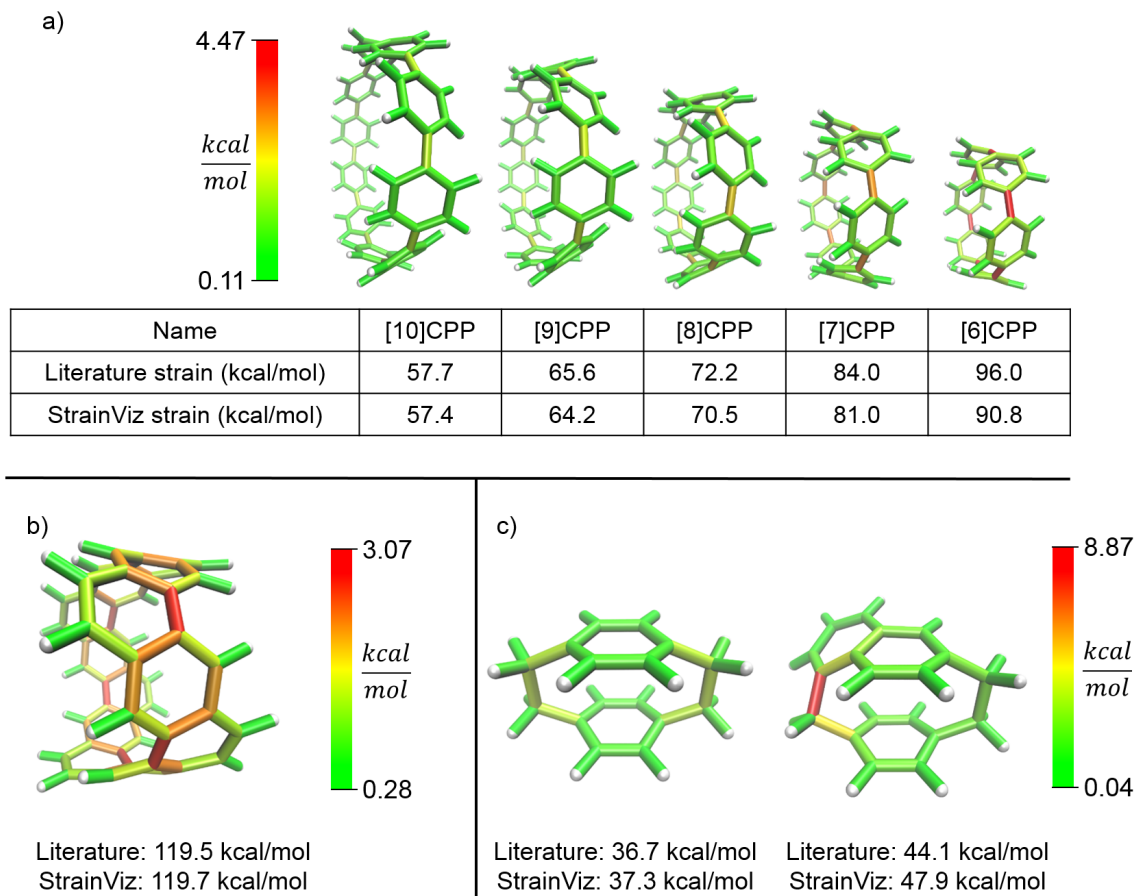 a)
4.47
kcal
mol
0.11
Name [10]CPP [9]CPP [8]CPP [7]CPP [6]CPP
Literature strain (kcal/mol) 57.7 65.6 72.2 84.0 96.0
StrainViz strain (kcal/mol) 57.4 64.2 70.5 81.0 90.8
b)
3.07
kcal
mol
0.28
Literature: 119.5 kcal/mol
StrainViz: 119.7 kcal/mol
c)
8.87
kcal
mol
0.04
Literature: 36.7 kcal/mol
StrainViz: 37.3 kcal/mol
Literature: 44.1 kcal/mol
StrainViz: 47.9 kcal/mol